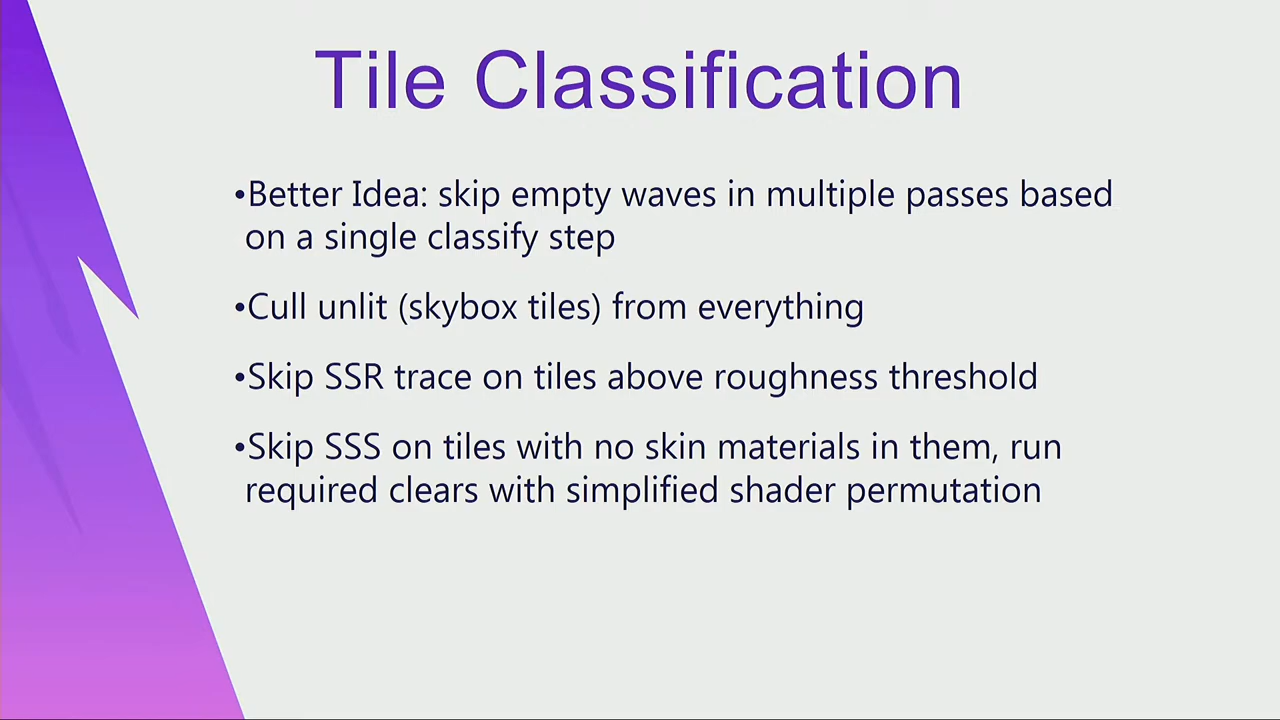 Tile Classification
•Better Idea: skip empty waves in multiple passes based
on a single classify step
•Cull unlit (skybox tiles) from everything
•Skip SSR trace on tiles above roughness threshold
•Skip SSS on tiles with no skin materials in them, run
required clears with simplified shader permutation